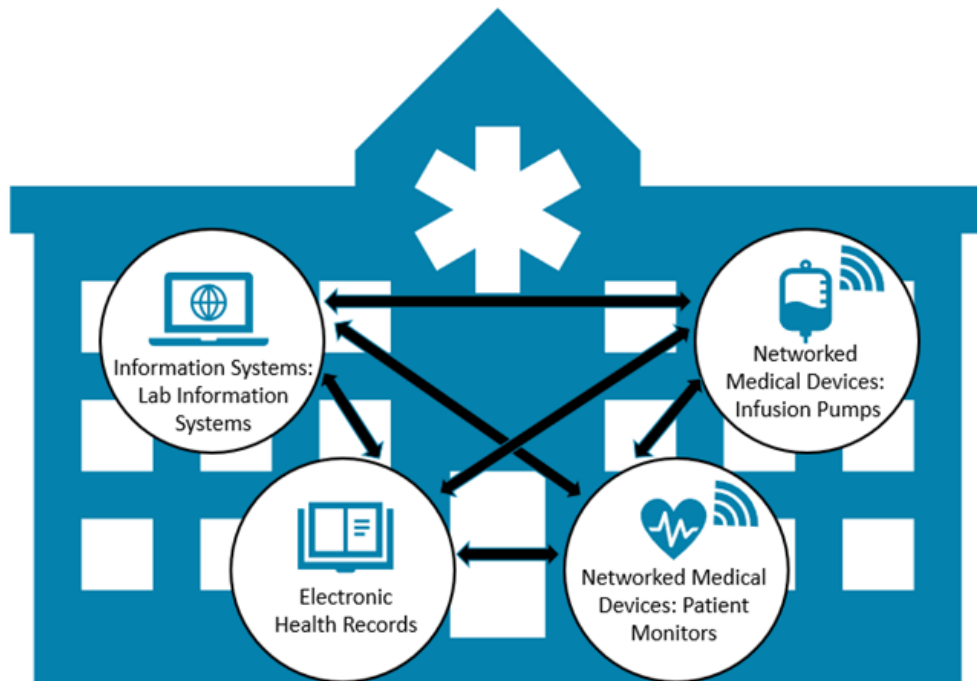 Information Systems:
Lab Information
Systems
Networked
Medical Devices:
Infusion Pumps
Electronic
Health Records
Networked Medical
Devices: Patient
Monitors